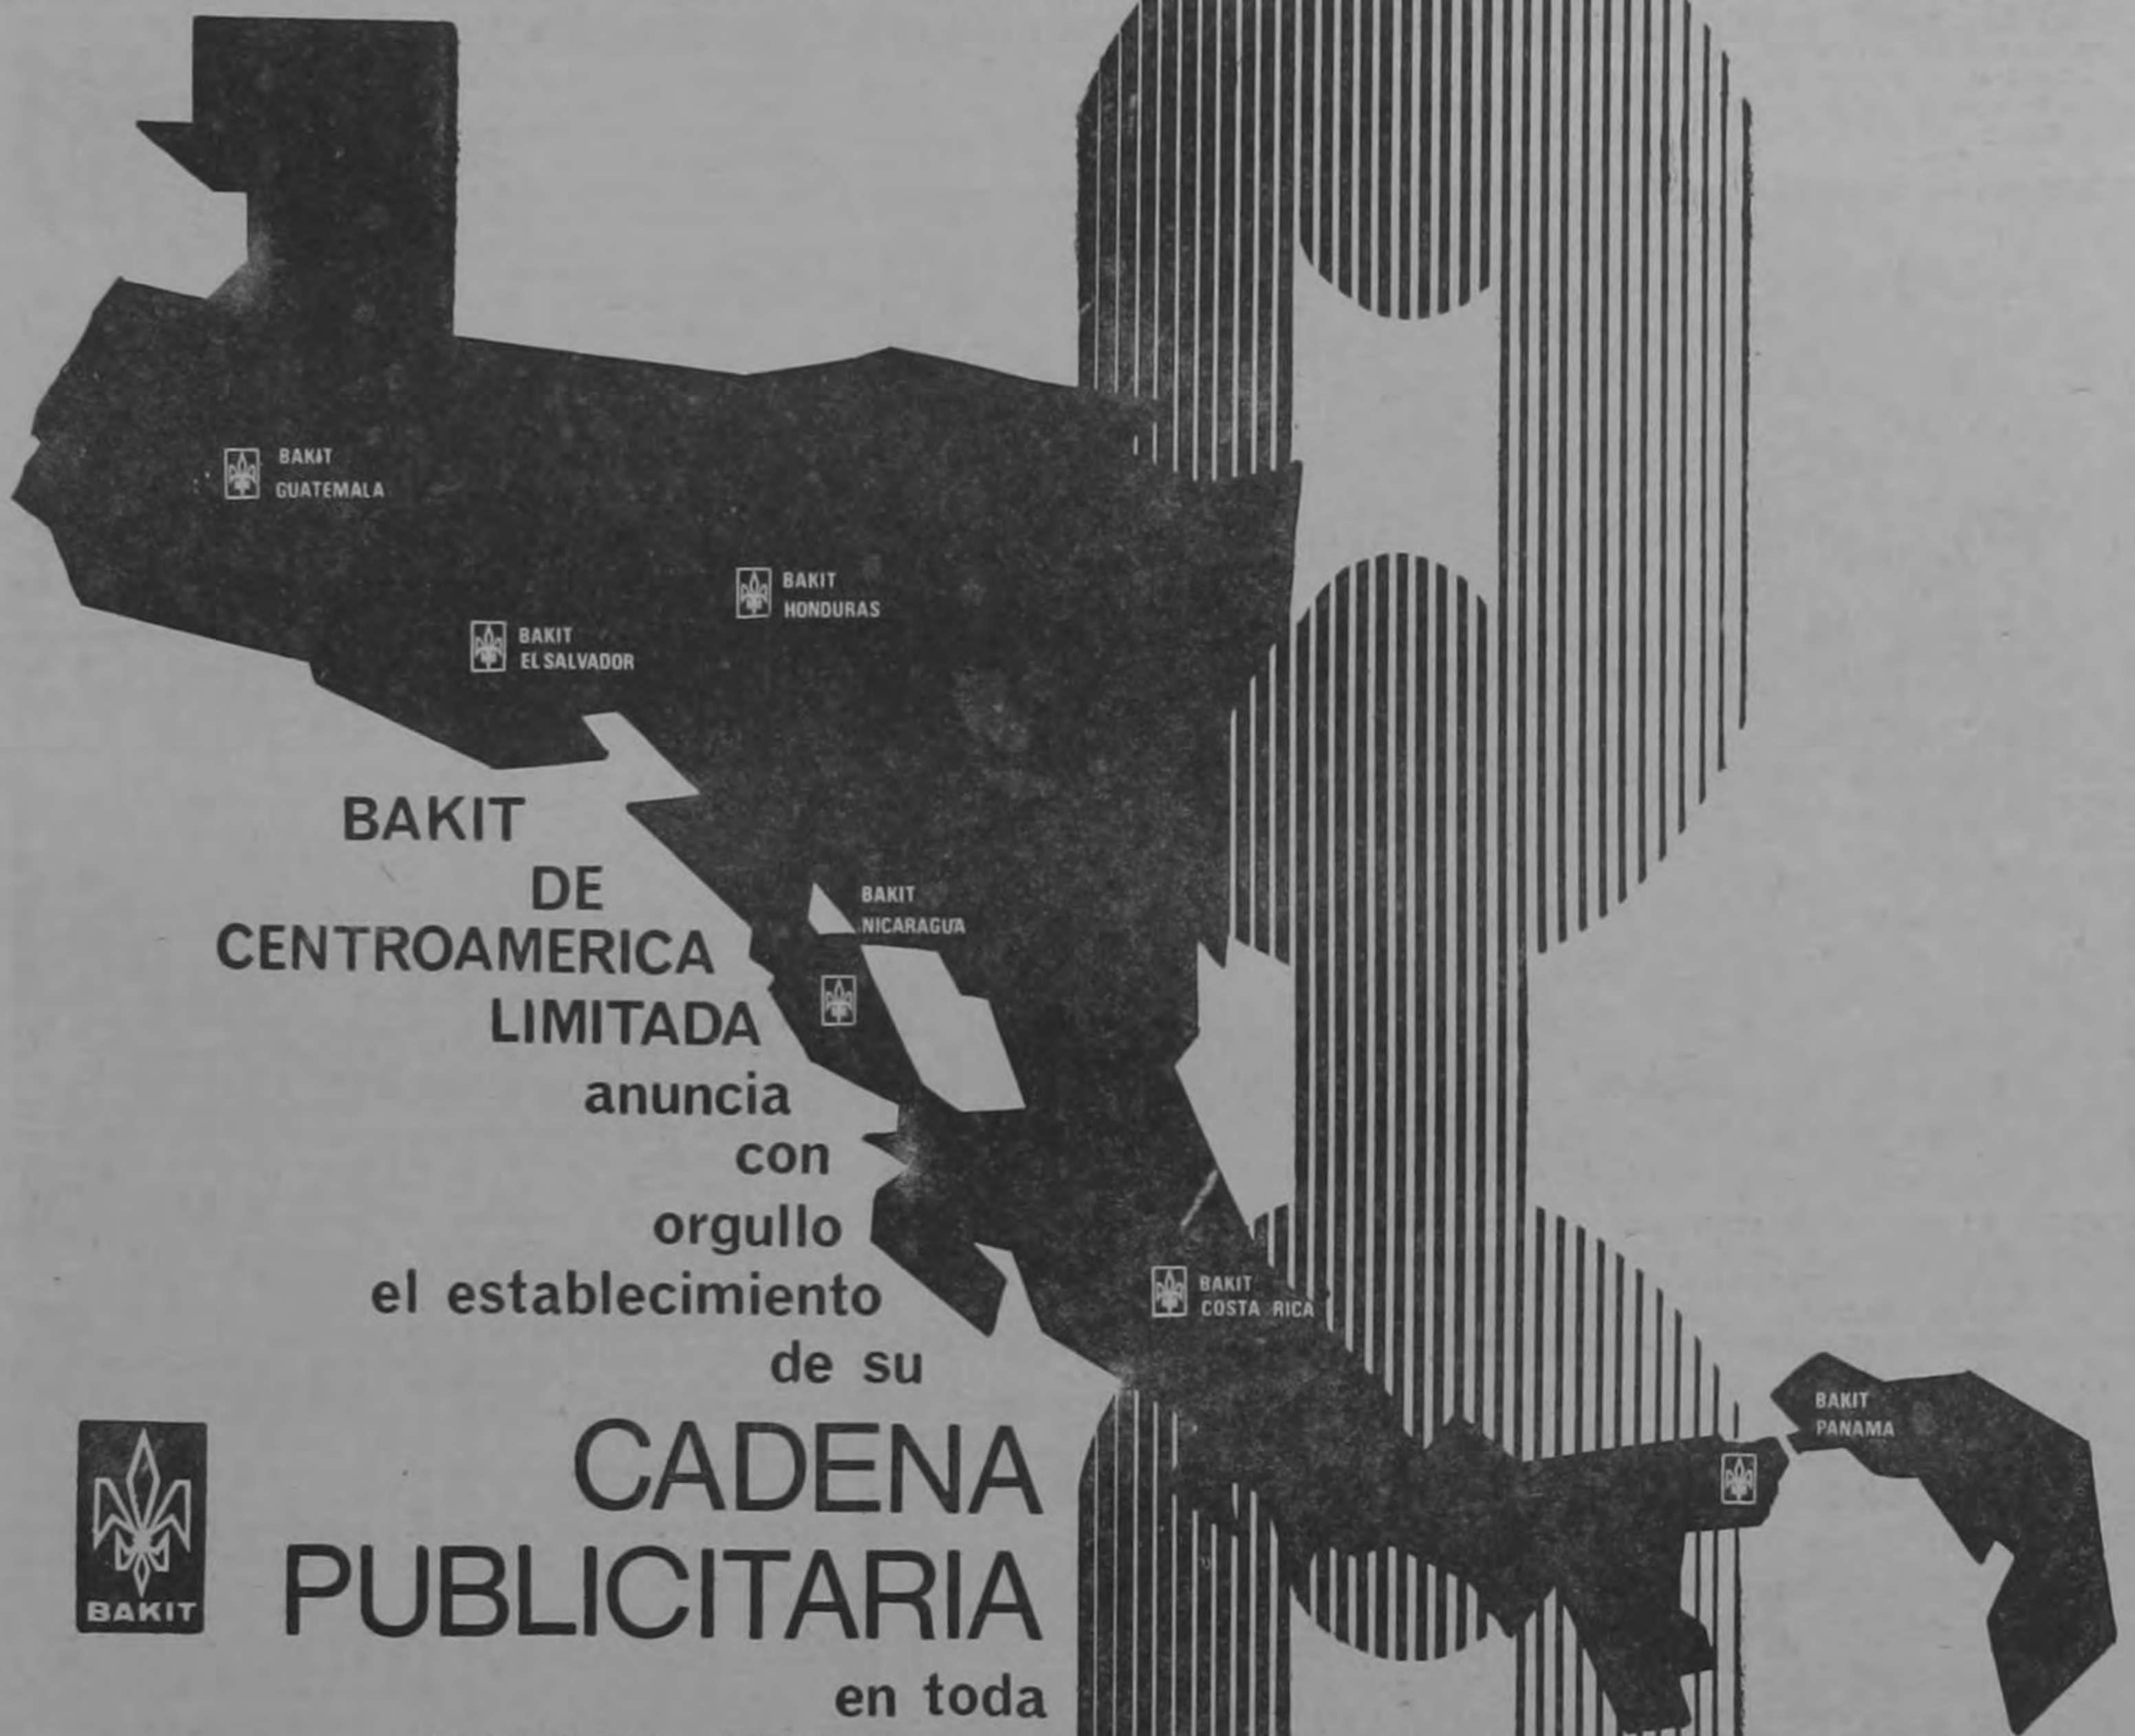 BAKIT
GUATEMALA
BAKIT
HONDURAS
BAKIT
EL SALVADOR
BAKIT
DE
CENTROAMERICA
LIMITADA
anuncia
con
orgullo
el establecimiento
de su
CADENA
PUBLICITARIA
en toda
BAKIT
NICARAGUA
BAKIT
COSTA RICA
BAKIT
PANAMA
BAKIT